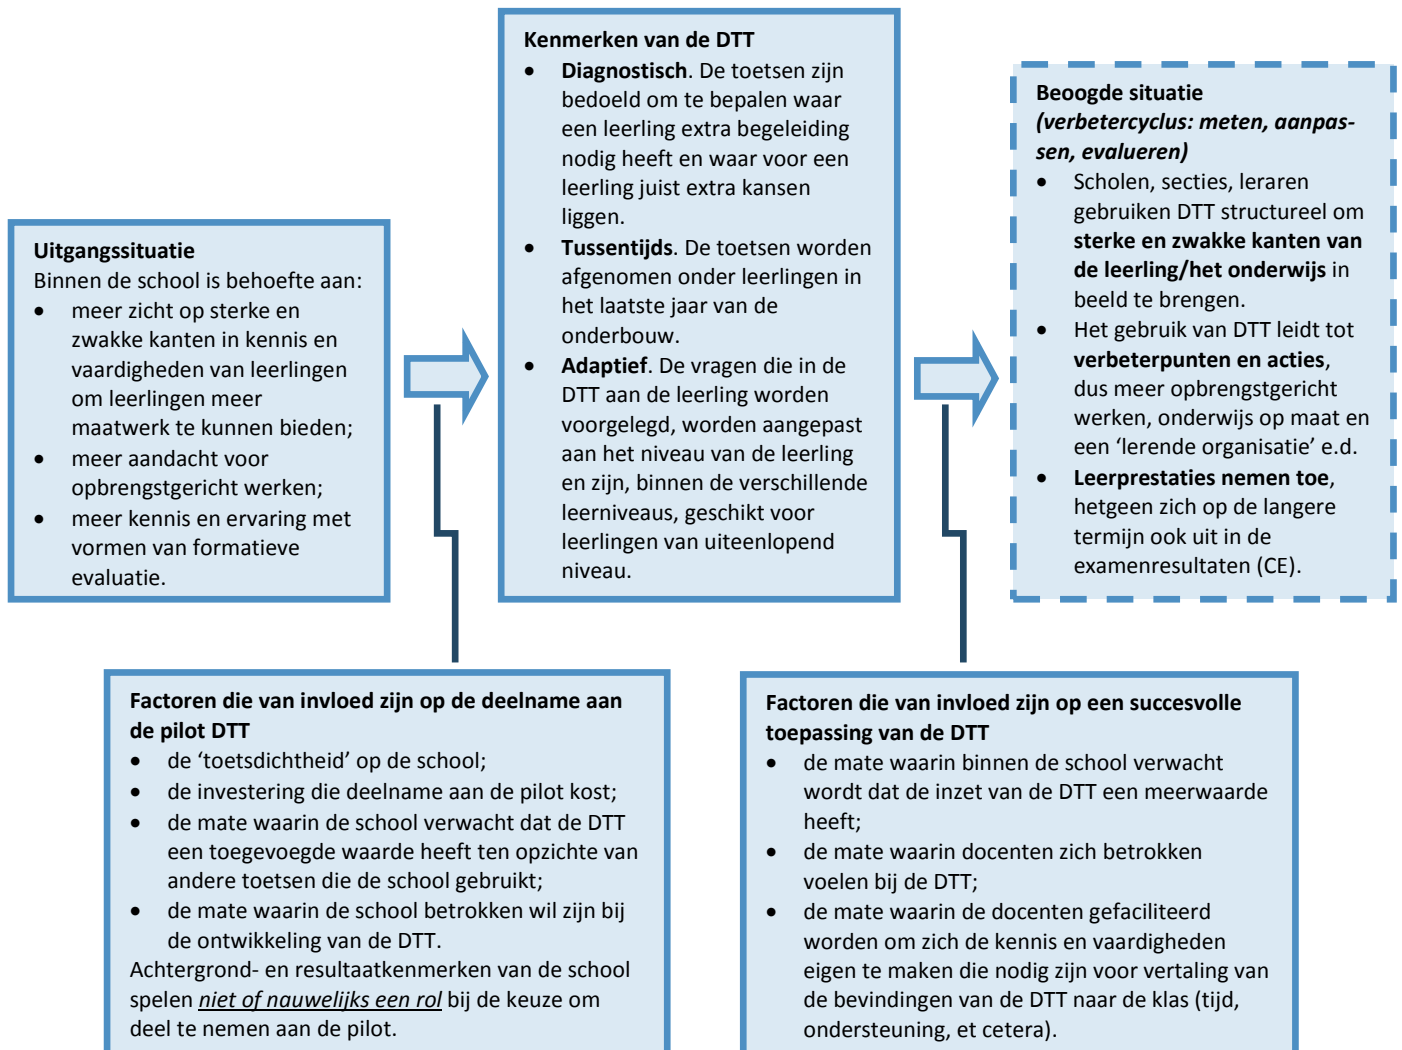 Uitgangssituatie
Binnen de school is behoefte aan:
• meer zicht op sterke en
zwakke kanten in kennis en
vaardigheden van leerlingen
om leerlingen meer
maatwerk te kunnen bieden;
• meer aandacht voor
opbrengstgericht werken;
• meer kennis en ervaring met
vormen van formatieve
evaluatie.
Kenmerken van de DTT
• Diagnostisch. De toetsen zijn
bedoeld om te bepalen waar
een leerling extra begeleiding
nodig heeft en waar voor een
leerling juist extra kansen
liggen.
• Tussentijds. De toetsen worden
afgenomen onder leerlingen in
het laatste jaar van de
onderbouw.
• Adaptief. De vragen die in de
DTT aan de leerling worden
voorgelegd, worden aangepast
aan het niveau van de leerling
en zijn, binnen de verschillende
leerniveaus, geschikt voor
leerlingen van uiteenlopend
niveau.
Beoogde situatie
(verbetercyclus: meten, aanpas-
sen, evalueren)
• Scholen, secties, leraren
gebruiken DTT structureel om
sterke en zwakke kanten van
de leerling/het onderwijs in
beeld te brengen.
• Het gebruik van DTT leidt tot
verbeterpunten en acties,
dus meer opbrengstgericht
werken, onderwijs op maat en
een ‘lerende organisatie’ e.d.
• Leerprestaties nemen toe,
hetgeen zich op de langere
termijn ook uit in de
examenresultaten (CE).
Factoren die van invloed zijn op de deelname aan
de pilot DTT
• de ‘toetsdichtheid’ op de school;
• de investering die deelname aan de pilot kost;
• de mate waarin de school verwacht dat de DTT
een toegevoegde waarde heeft ten opzichte van
andere toetsen die de school gebruikt;
• de mate waarin de school betrokken wil zijn bij
de ontwikkeling van de DTT.
Achtergrond- en resultaatkenmerken van de school
spelen niet of nauwelijks een rol bij de keuze om
deel te nemen aan de pilot.
Factoren die van invloed zijn op een succesvolle
toepassing van de DTT
• de mate waarin binnen de school verwacht
wordt dat de inzet van de DTT een meerwaarde
heeft;
• de mate waarin docenten zich betrokken
voelen bij de DTT;
• de mate waarin de docenten gefaciliteerd
worden om zich de kennis en vaardigheden
eigen te maken die nodig zijn voor vertaling van
de bevindingen van de DTT naar de klas (tijd,
ondersteuning, et cetera).